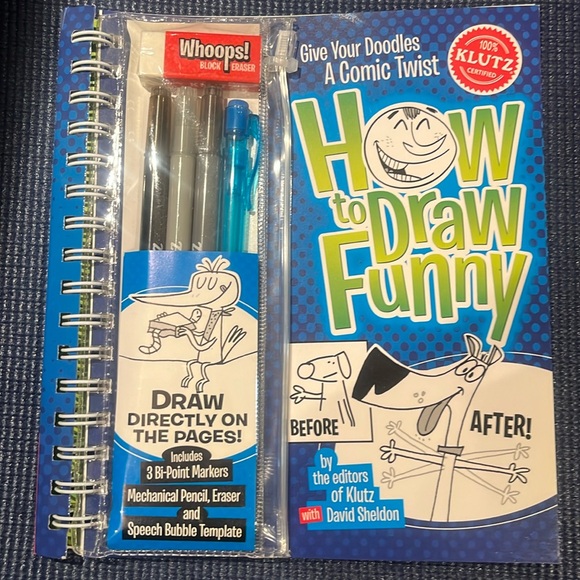 Whoops!
BLOCK ERASER
Give Your Doodles
A Comic Twist
100%
KLUTZ
CERTIFIED
How
to Draw
Funny
DRAW
DIRECTLY ON
THE PAGES!
Includes
3 Bi-Point Markers
Mechanical Pencil, Eraser
and
Speech Bubble Template
BEFORE
AFTER!
by
the editors
of Klutz
with David Sheldon